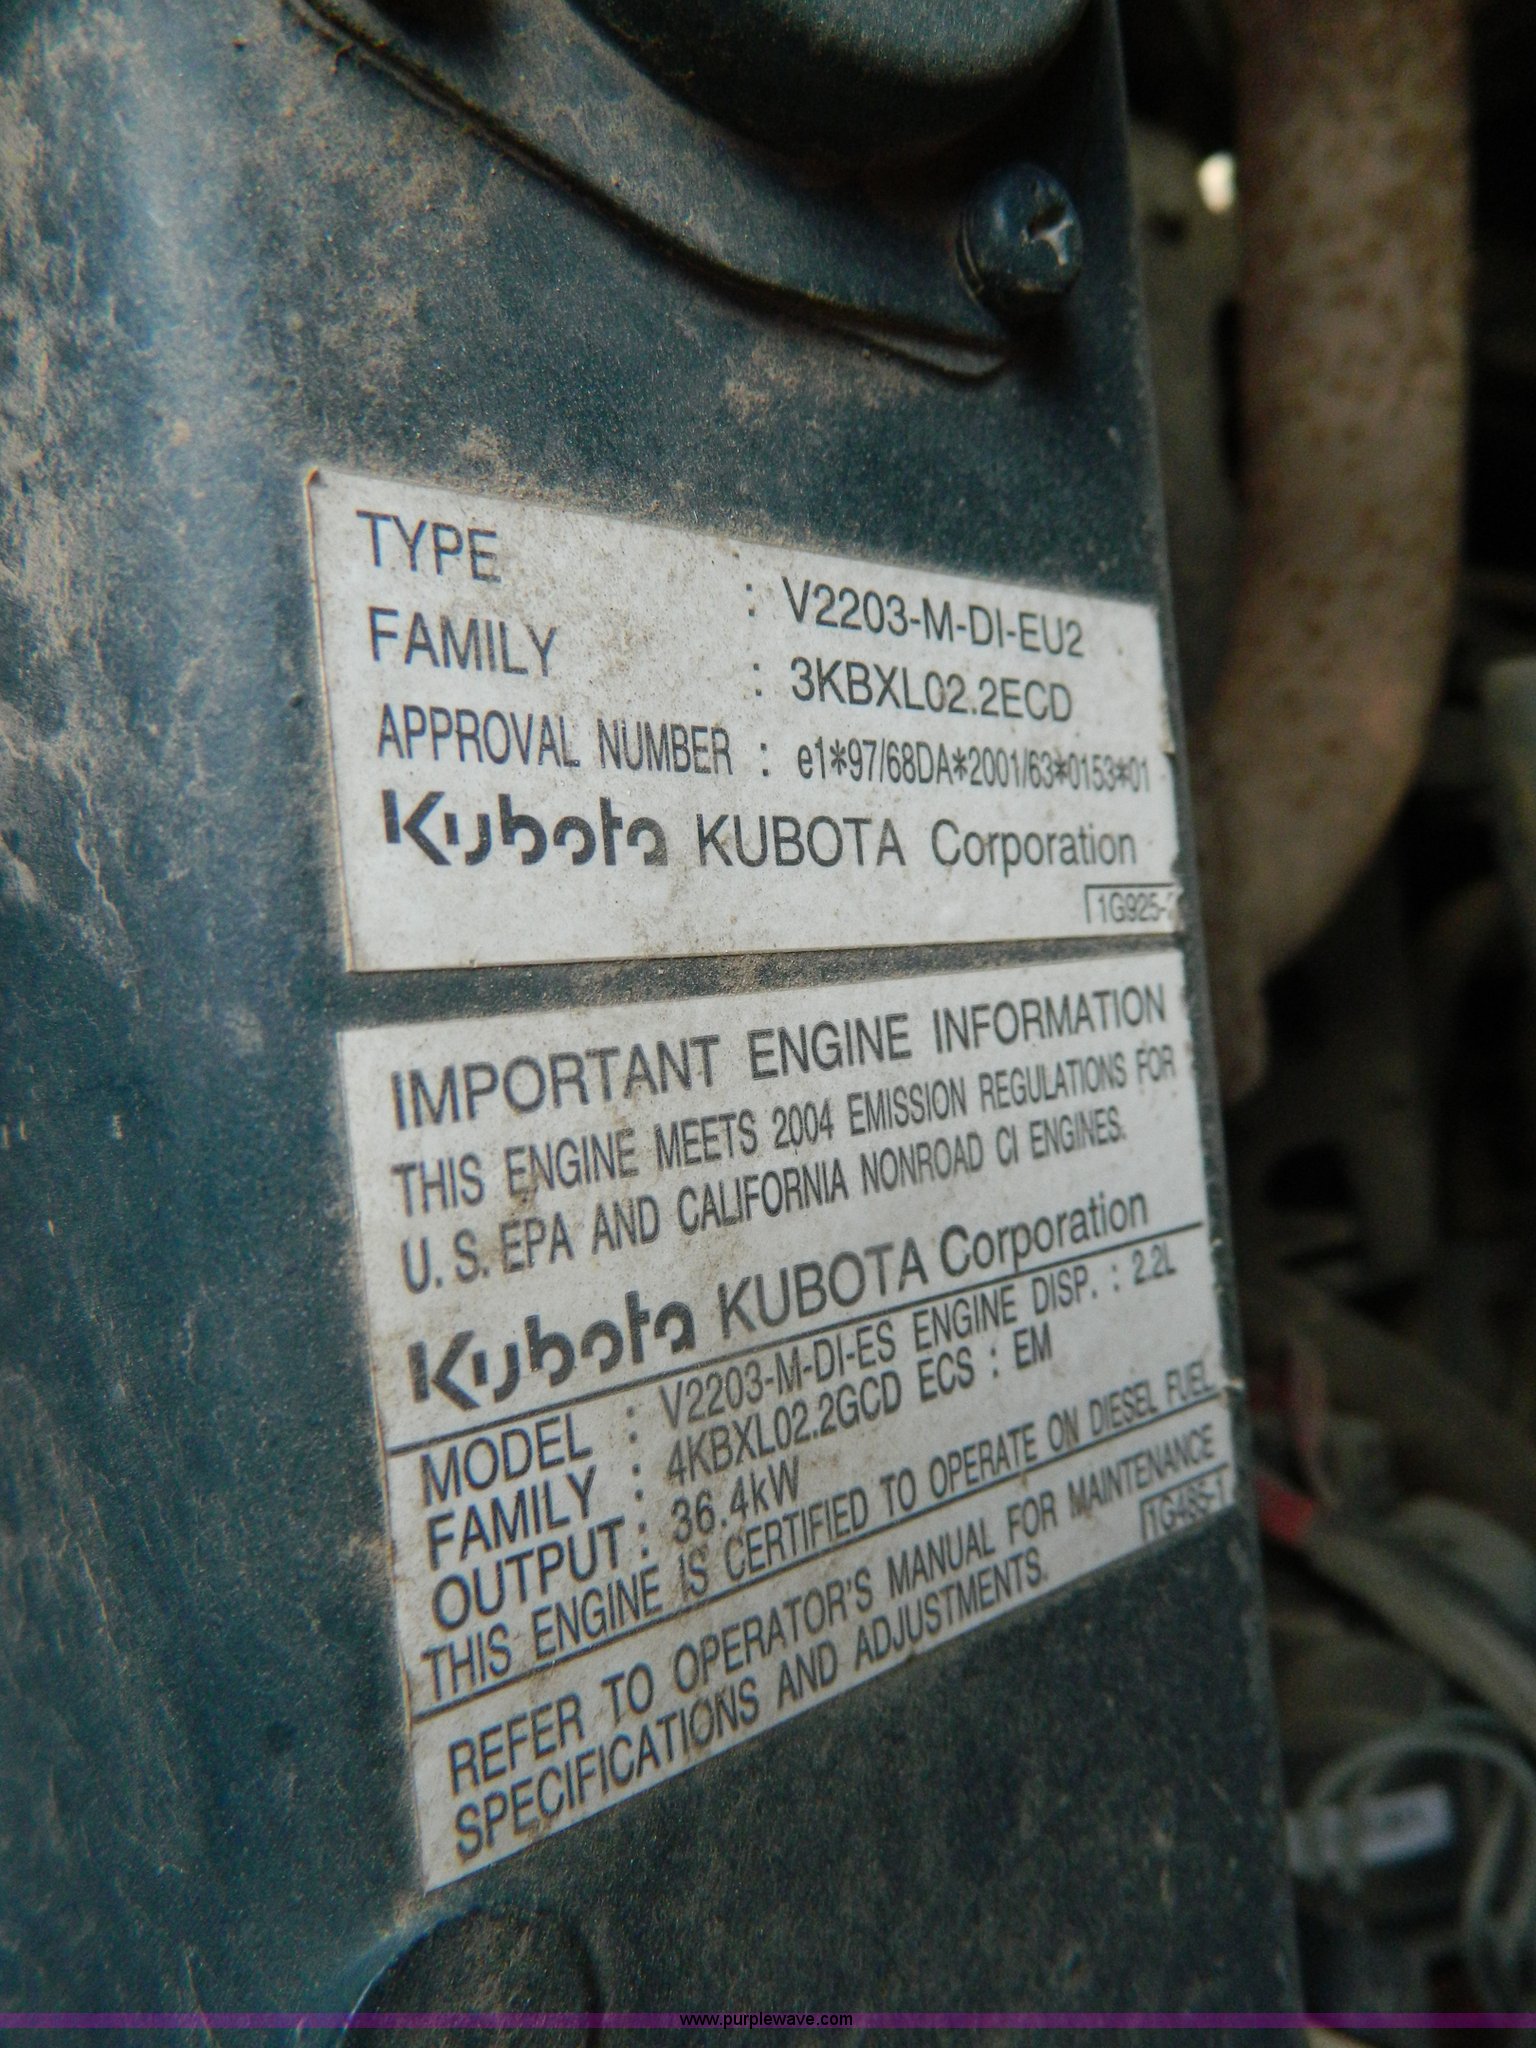 TYPE : V2203-M-DI-EU2
FAMILY : 3KBXL02.2ECD
APPROVAL NUMBER : e1*97/68DA*2001/63*0153*01
Kubota KUBOTA Corporation
1G925-
IMPORTANT ENGINE INFORMATION
THIS ENGINE MEETS 2004 EMISSION REGULATIONS FOR
U. S. EPA AND CALIFORNIA NONROAD CI ENGINES.
Kubota KUBOTA Corporation
MODEL : V2203-M-DI-ES ENGINE DISP. : 2.2L
FAMILY : 4KBXL02.2GCD ECS : EM
OUTPUT : 36.4kW
THIS ENGINE IS CERTIFIED TO OPERATE ON DIESEL FUEL.
REFER TO OPERATOR'S MANUAL FOR MAINTENANCE
SPECIFICATIONS AND ADJUSTMENTS.
1G485-1
www.purplewave.com